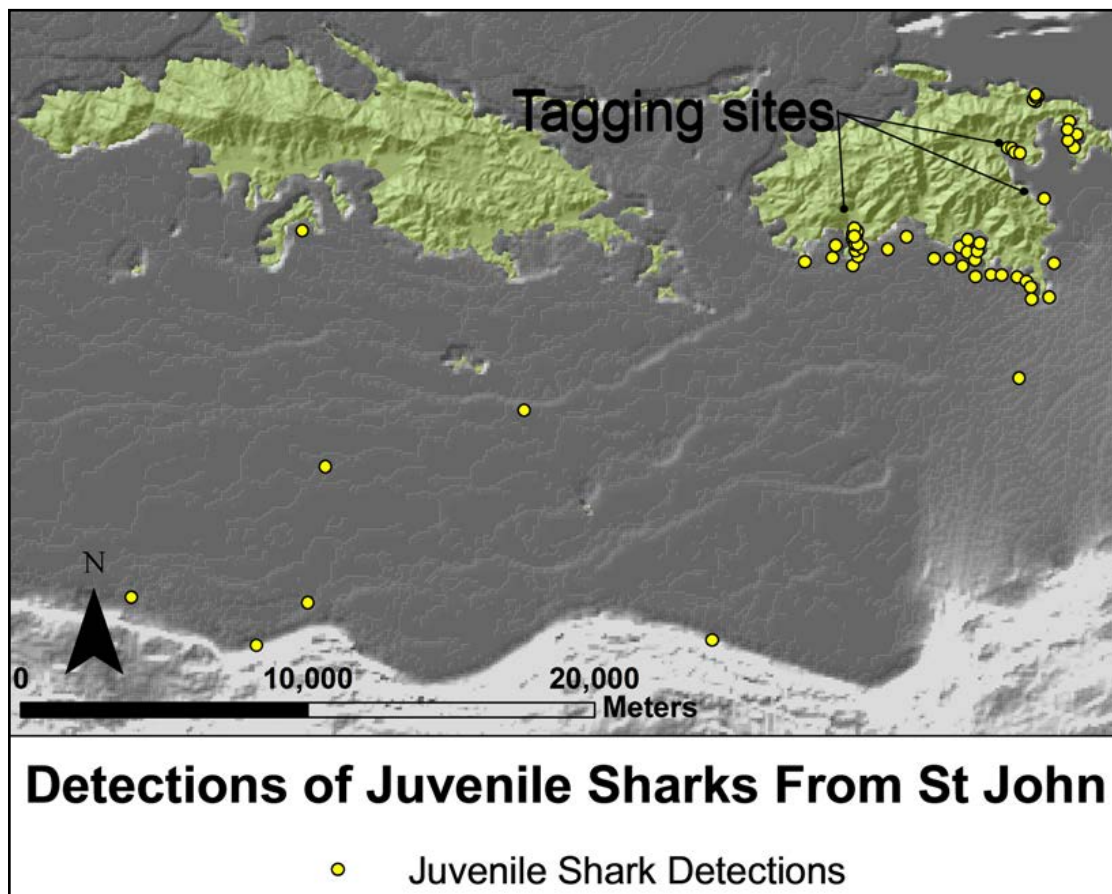 Tagging sites
N
0 10,000 20,000
Meters
Detections of Juvenile Sharks From St John
Juvenile Shark Detections